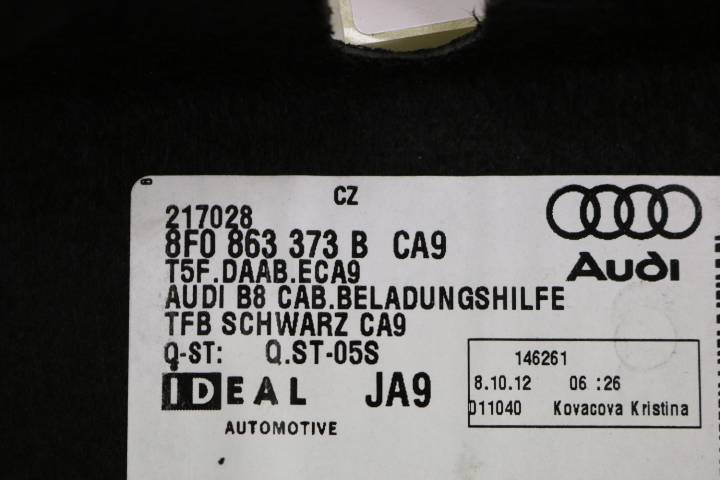 CZ
217028
8F0 863 373 B CA9
Audi
T5F.DAAB.ECA9
AUDI B8 CAB.BELADUNGSHILFE
TFB SCHWARZ CA9
Q-ST: Q.ST-05S
IDEAL JA9
AUTOMOTIVE
146261
8.10.12 06 :26
D11040 Kovacova Kristina